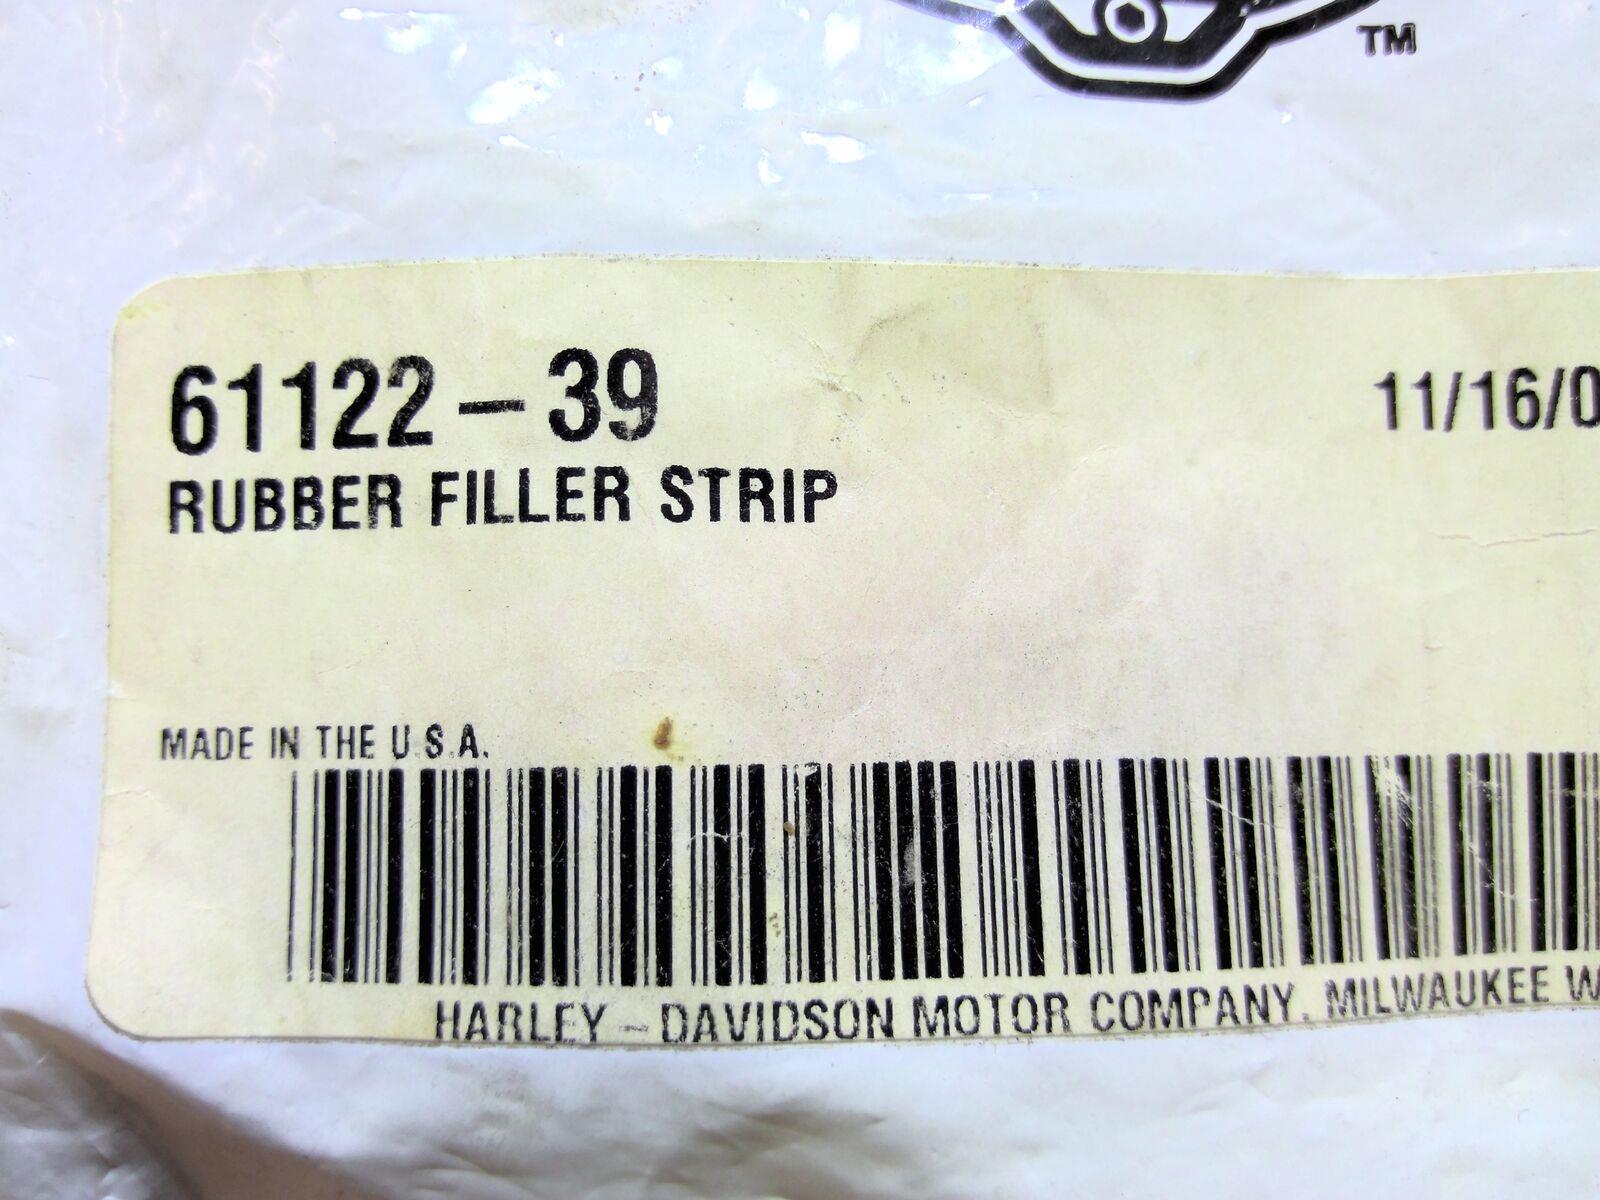 TM
61122-39
11/16/0
RUBBER FILLER STRIP
MADE IN THE U.S.A.
HARLEY-DAVIDSON MOTOR COMPANY, MILWAUKEE W